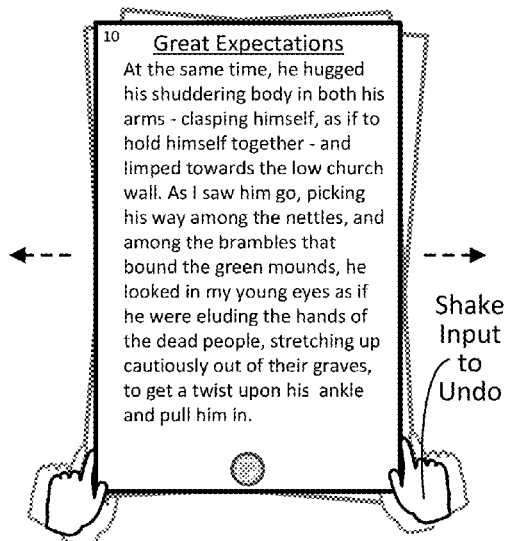 10
Great Expectations
At the same time, he hugged
his shuddering body in both his
arms - clasping himself, as if to
hold himself together - and
limped towards the low church
wall. As I saw him go, picking
his way among the nettles, and
among the brambles that
bound the green mounds, he
looked in my young eyes as if
he were eluding the hands of
the dead people, stretching up
cautiously out of their graves,
to get a twist upon his ankle
and pull him in.
Shake
Input
to
Undo